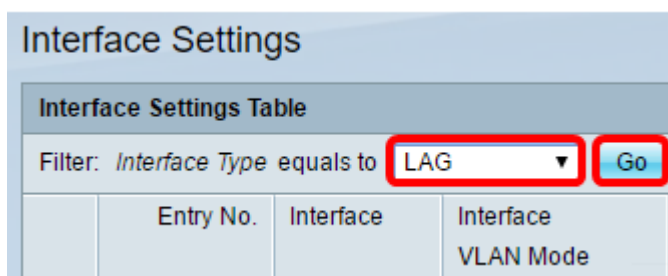 Interface Settings
Interface Settings Table
Filter: Interface Type equals to LAG Go
Entry No. Interface Interface
VLAN Mode